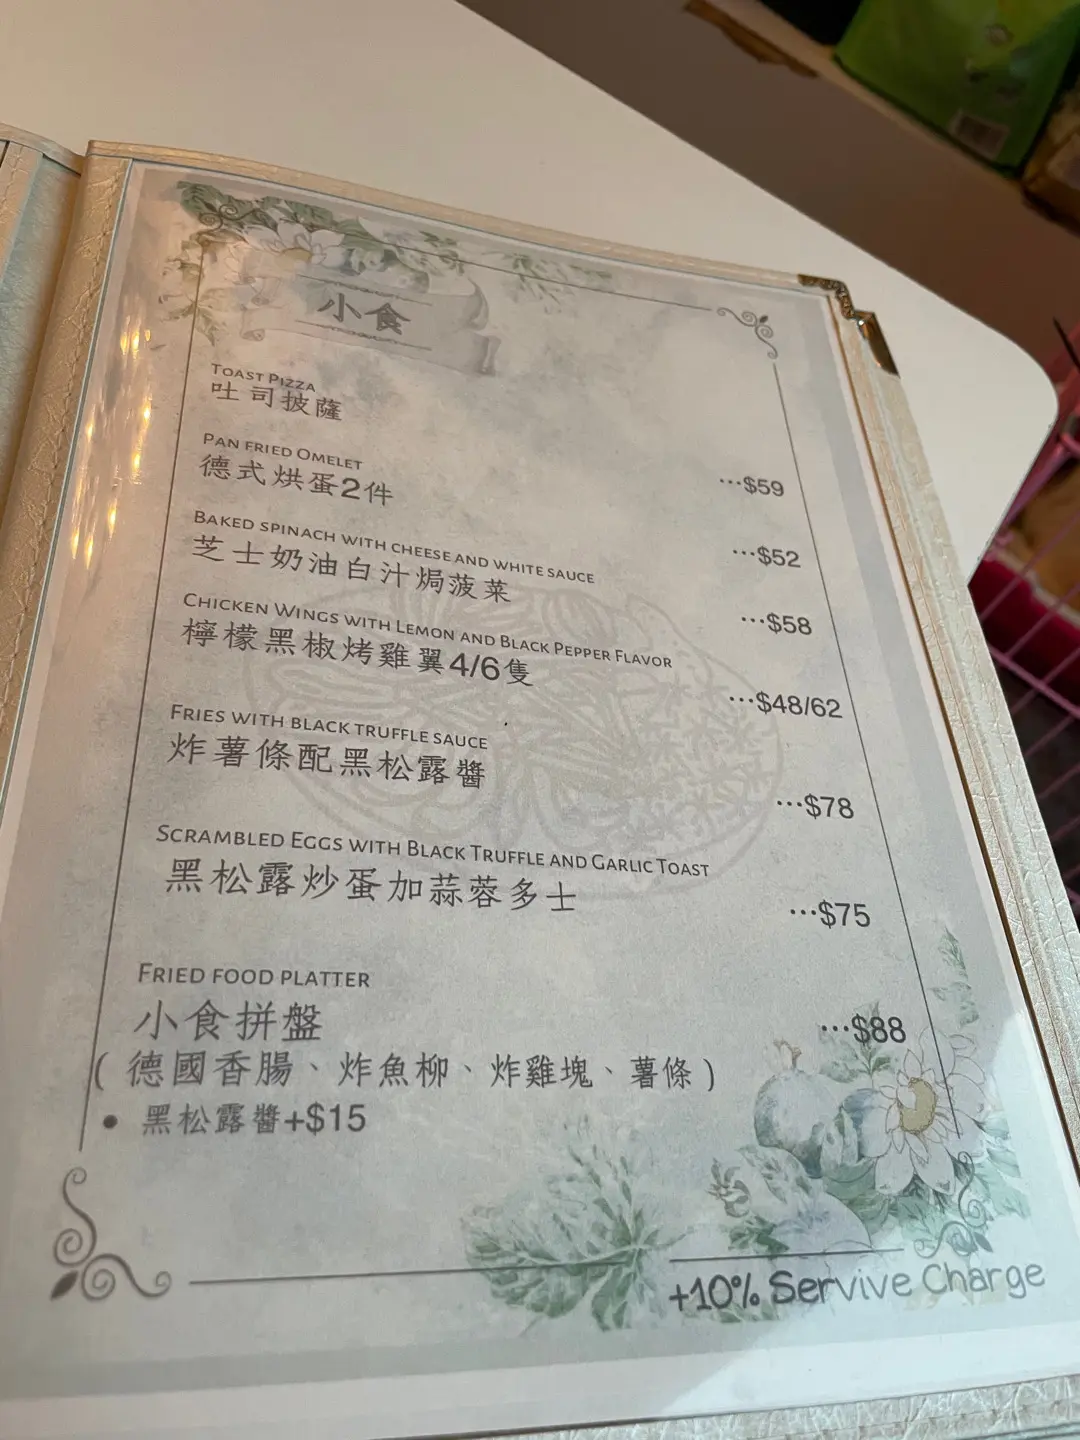 小食
TOAST PIZZA
吐司披薩
…$59
PAN FRIED OMELET
德式烘蛋2件
…$52
BAKED SPINACH WITH CHEESE AND WHITE SAUCE
芝士奶油白汁焗菠菜
…$58
CHICKEN WINGS WITH LEMON AND BLACK PEPPER FLAVOR
檸檬黑椒烤雞翼4/6隻
…$48/62
FRIES WITH BLACK TRUFFLE SAUCE
炸薯條配黑松露醬
…$78
SCRAMBLED EGGS WITH BLACK TRUFFLE AND GARLIC TOAST
黑松露炒蛋加蒜蓉多士
…$75
FRIED FOOD PLATTER
小食拼盤
…$88
( 德國香腸、炸魚柳、炸雞塊、薯條 )
• 黑松露醬+$15
+10% Servive Charge